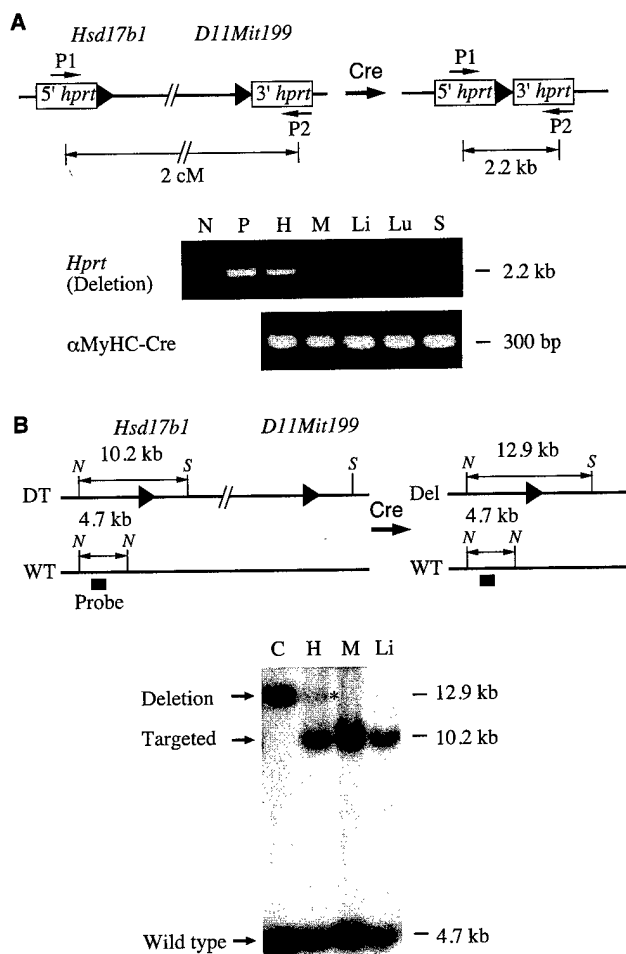 A
Hsd17b1 D11Mit199
P1 P1
5' hprt 3' hprt Cre 5' hprt 3' hprt
P2 P2
2 cM 2.2 kb
N P H M Li Lu S
Hprt
(Deletion) – 2.2 kb
αMyHC-Cre – 300 bp
B
Hsd17b1 D11Mit199
N 10.2 kb S S N 12.9 kb S
DT Cre Del
4.7 kb 4.7 kb
N N N N
WT WT
Probe
C H M Li
Deletion * – 12.9 kb
Targeted – 10.2 kb
Wild type – 4.7 kb